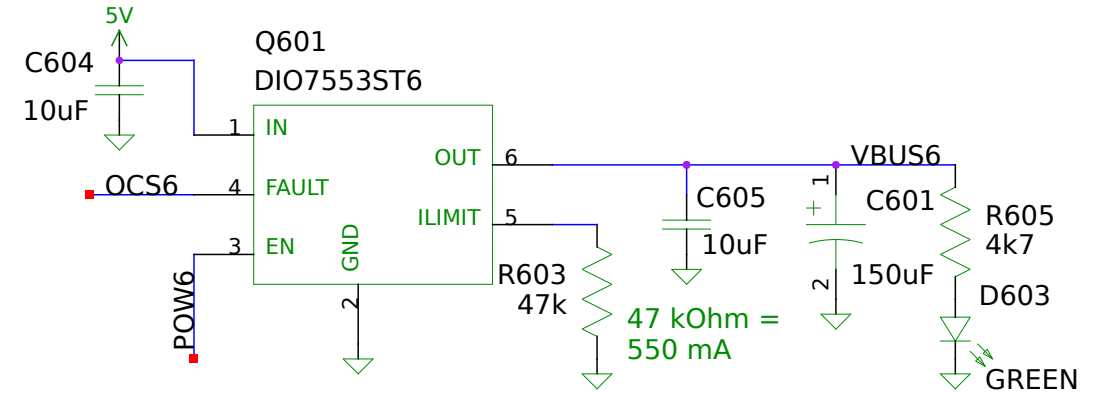 5V
C604
10uF
Q601
DIO7553ST6
1
IN
OCS6
4
FAULT
3
EN
POW6
GND
2
OUT
6
ILIMIT
5
R603
47k
47 kOhm =
550 mA
C605
10uF
VBUS6
1
+
C601
150uF
2
R605
4k7
D603
GREEN